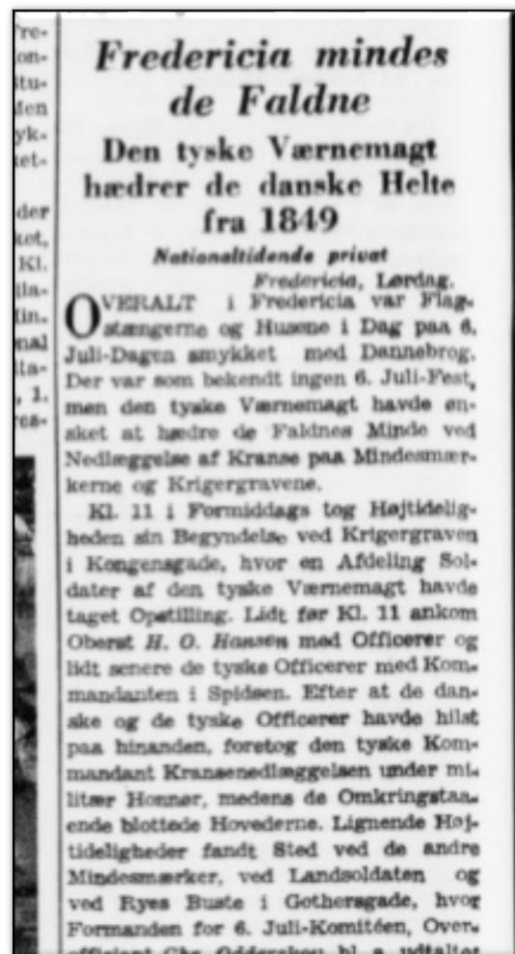 Fredericia mindes
de Faldne
Den tyske Værnemagt
hædrer de danske Helte
fra 1849
Nationaltidende privat
Fredericia, Lørdag.
OVERALT i Fredericia var Flag-
stængerne og Husene i Dag paa 6.
Juli-Dagen smykket med Dannebrog.
Der var som bekendt ingen 6. Juli-Fest,
men den tyske Værnemagt havde øn-
sket at hædre de Faldnes Minde ved
Nedlæggelse af Kranse paa Mindesmær-
kerne og Krigergravene.
Kl. 11 i Formiddags tog Højtidelig-
heden sin Begyndelse ved Krigergraven
i Kongensgade, hvor en Afdeling Sol-
dater af den tyske Værnemagt havde
taget Opstilling. Lidt før Kl. 11 ankom
Oberst H. O. Hansen med Officerer og
lidt senere de tyske Officerer med Kom-
mandanten i Spidsen. Efter at de dan-
ske og de tyske Officerer havde hilst
paa hinanden, foretog den tyske Kom-
mandant Kransenedlæggelsen under mi-
litær Honnør, medens de Omkringstaa-
ende blottede Hovederne. Lignende Høj-
tideligheder fandt Sted ved de andre
Mindesmærker, ved Landsoldaten og
ved Ryes Buste i Gothersgade, hvor
Formanden for 6. Juli-Komitéen, Over-
officient Chr. Odderskou bl. a. udtalte